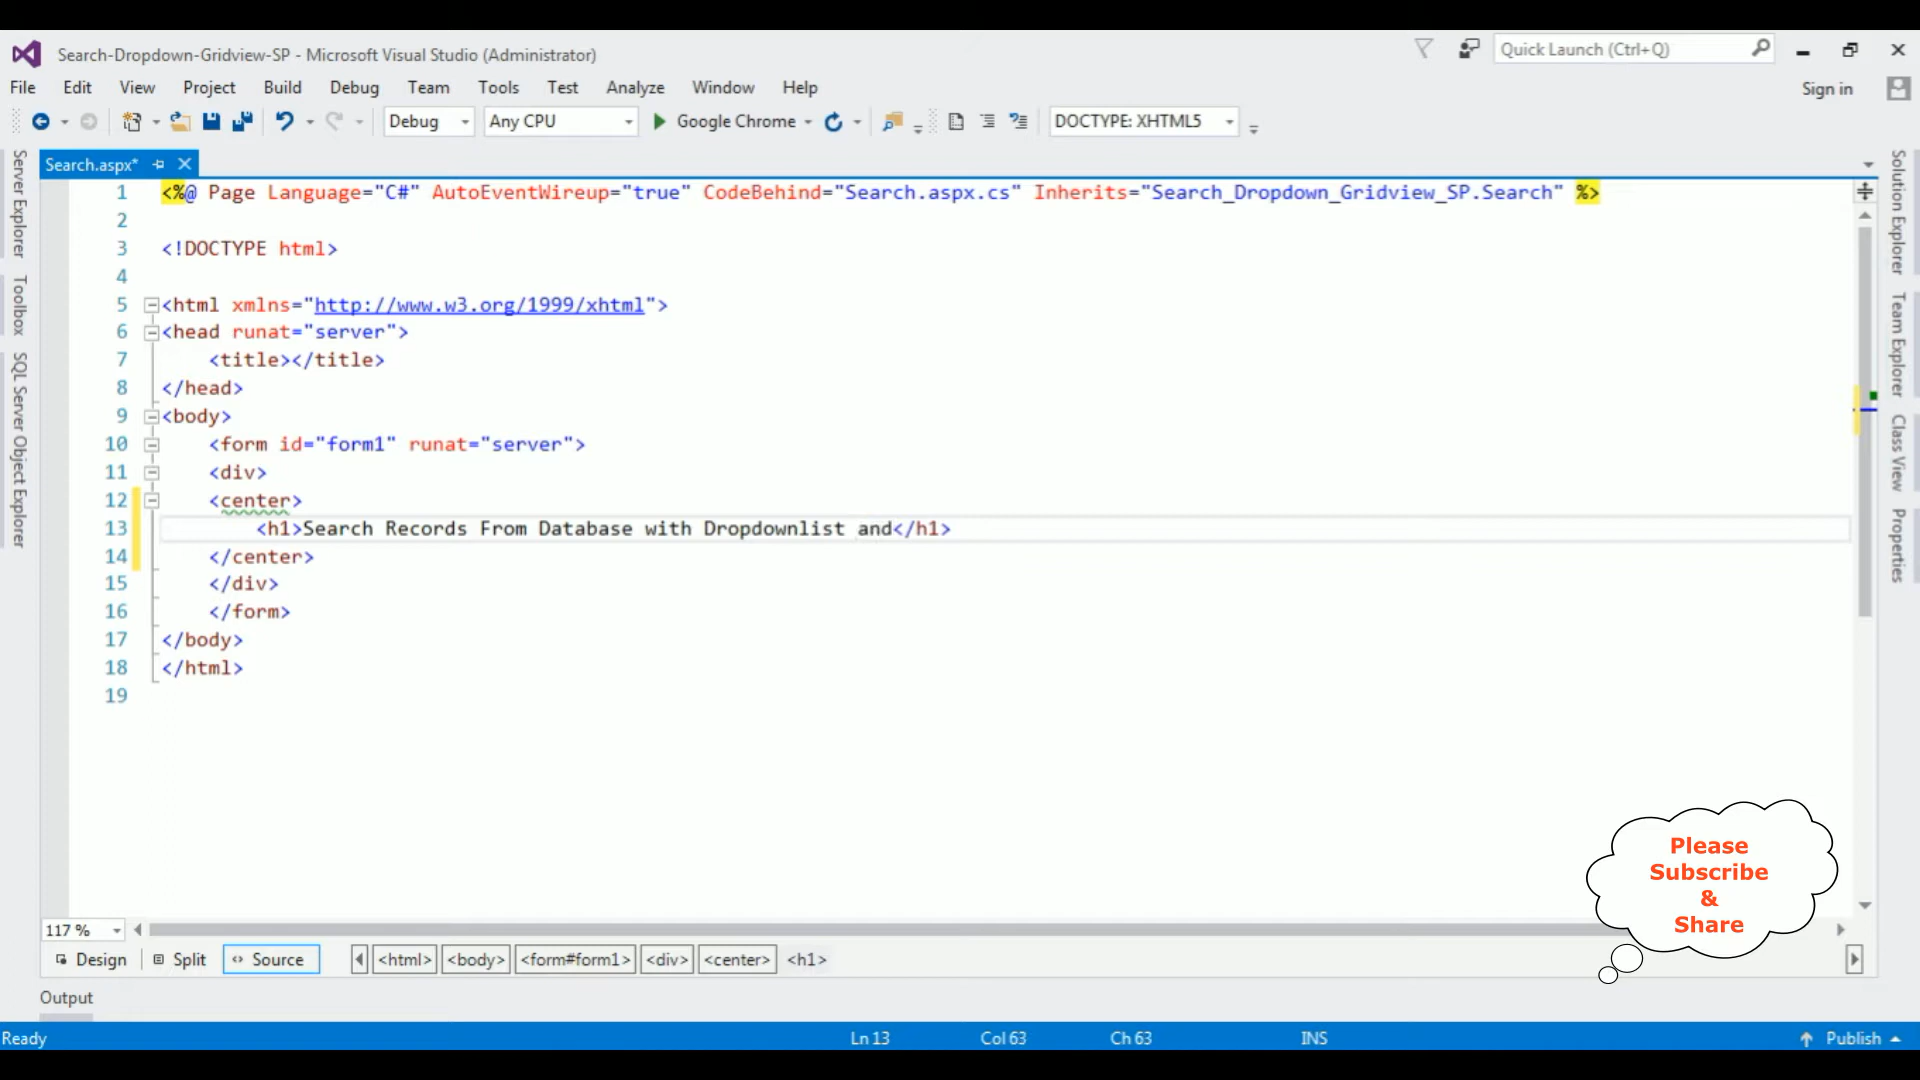 Search-Dropdown-Gridview-SP - Microsoft Visual Studio (Administrator)
Quick Launch (Ctrl+Q)
File Edit View Project Build Debug Team Tools Test Analyze Window Help
Sign in
Debug Any CPU Google Chrome DOCTYPE: XHTML5
Search.aspx*
Server Explorer
Toolbox
SQL Server Object Explorer
Solution Explorer
Team Explorer
Class View
Properties
1 <%@ Page Language="C#" AutoEventWireup="true" CodeBehind="Search.aspx.cs" Inherits="Search_Dropdown_Gridview_SP.Search" %>
2
3 <!DOCTYPE html>
4
5 <html xmlns="http://www.w3.org/1999/xhtml">
6 <head runat="server">
7 <title></title>
8 </head>
9 <body>
10 <form id="form1" runat="server">
11 <div>
12 <center>
13 <h1>Search Records From Database with Dropdownlist and</h1>
14 </center>
15 </div>
16 </form>
17 </body>
18 </html>
19
Please
Subscribe
&
Share
117 %
Design Split Source <html> <body> <form#form1> <div> <center> <h1>
Output
Ready Ln 13 Col 63 Ch 63 INS Publish